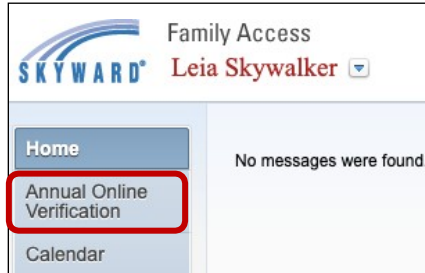 Family Access
SKYWARD® Leia Skywalker
Home
No messages were found.
Annual Online
Verification
Calendar